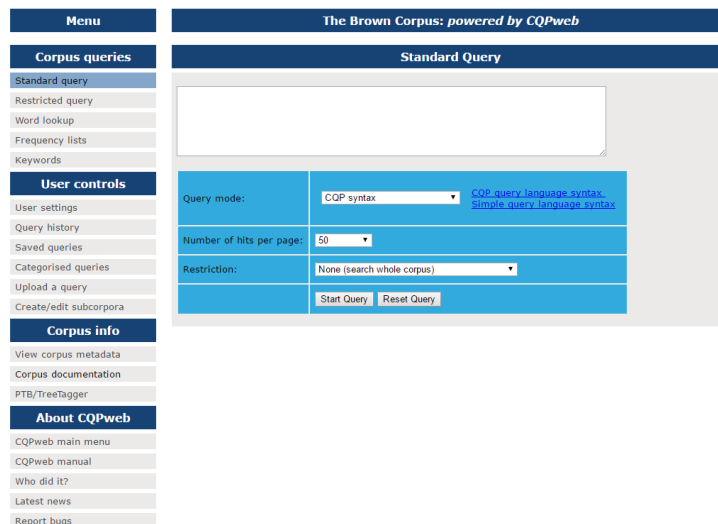 Menu
The Brown Corpus: powered by CQPweb
Corpus queries
Standard query
Restricted query
Word lookup
Frequency lists
Keywords
User controls
User settings
Query history
Saved queries
Categorised queries
Upload a query
Create/edit subcorpora
Corpus info
View corpus metadata
Corpus documentation
PTB/TreeTagger
About CQPweb
CQPweb main menu
CQPweb manual
Who did it?
Latest news
Report bugs
Standard Query
Query mode:
CQP syntax
CQP query language syntax
Simple query language syntax
Number of hits per page:
50
Restriction:
None (search whole corpus)
Start Query
Reset Query